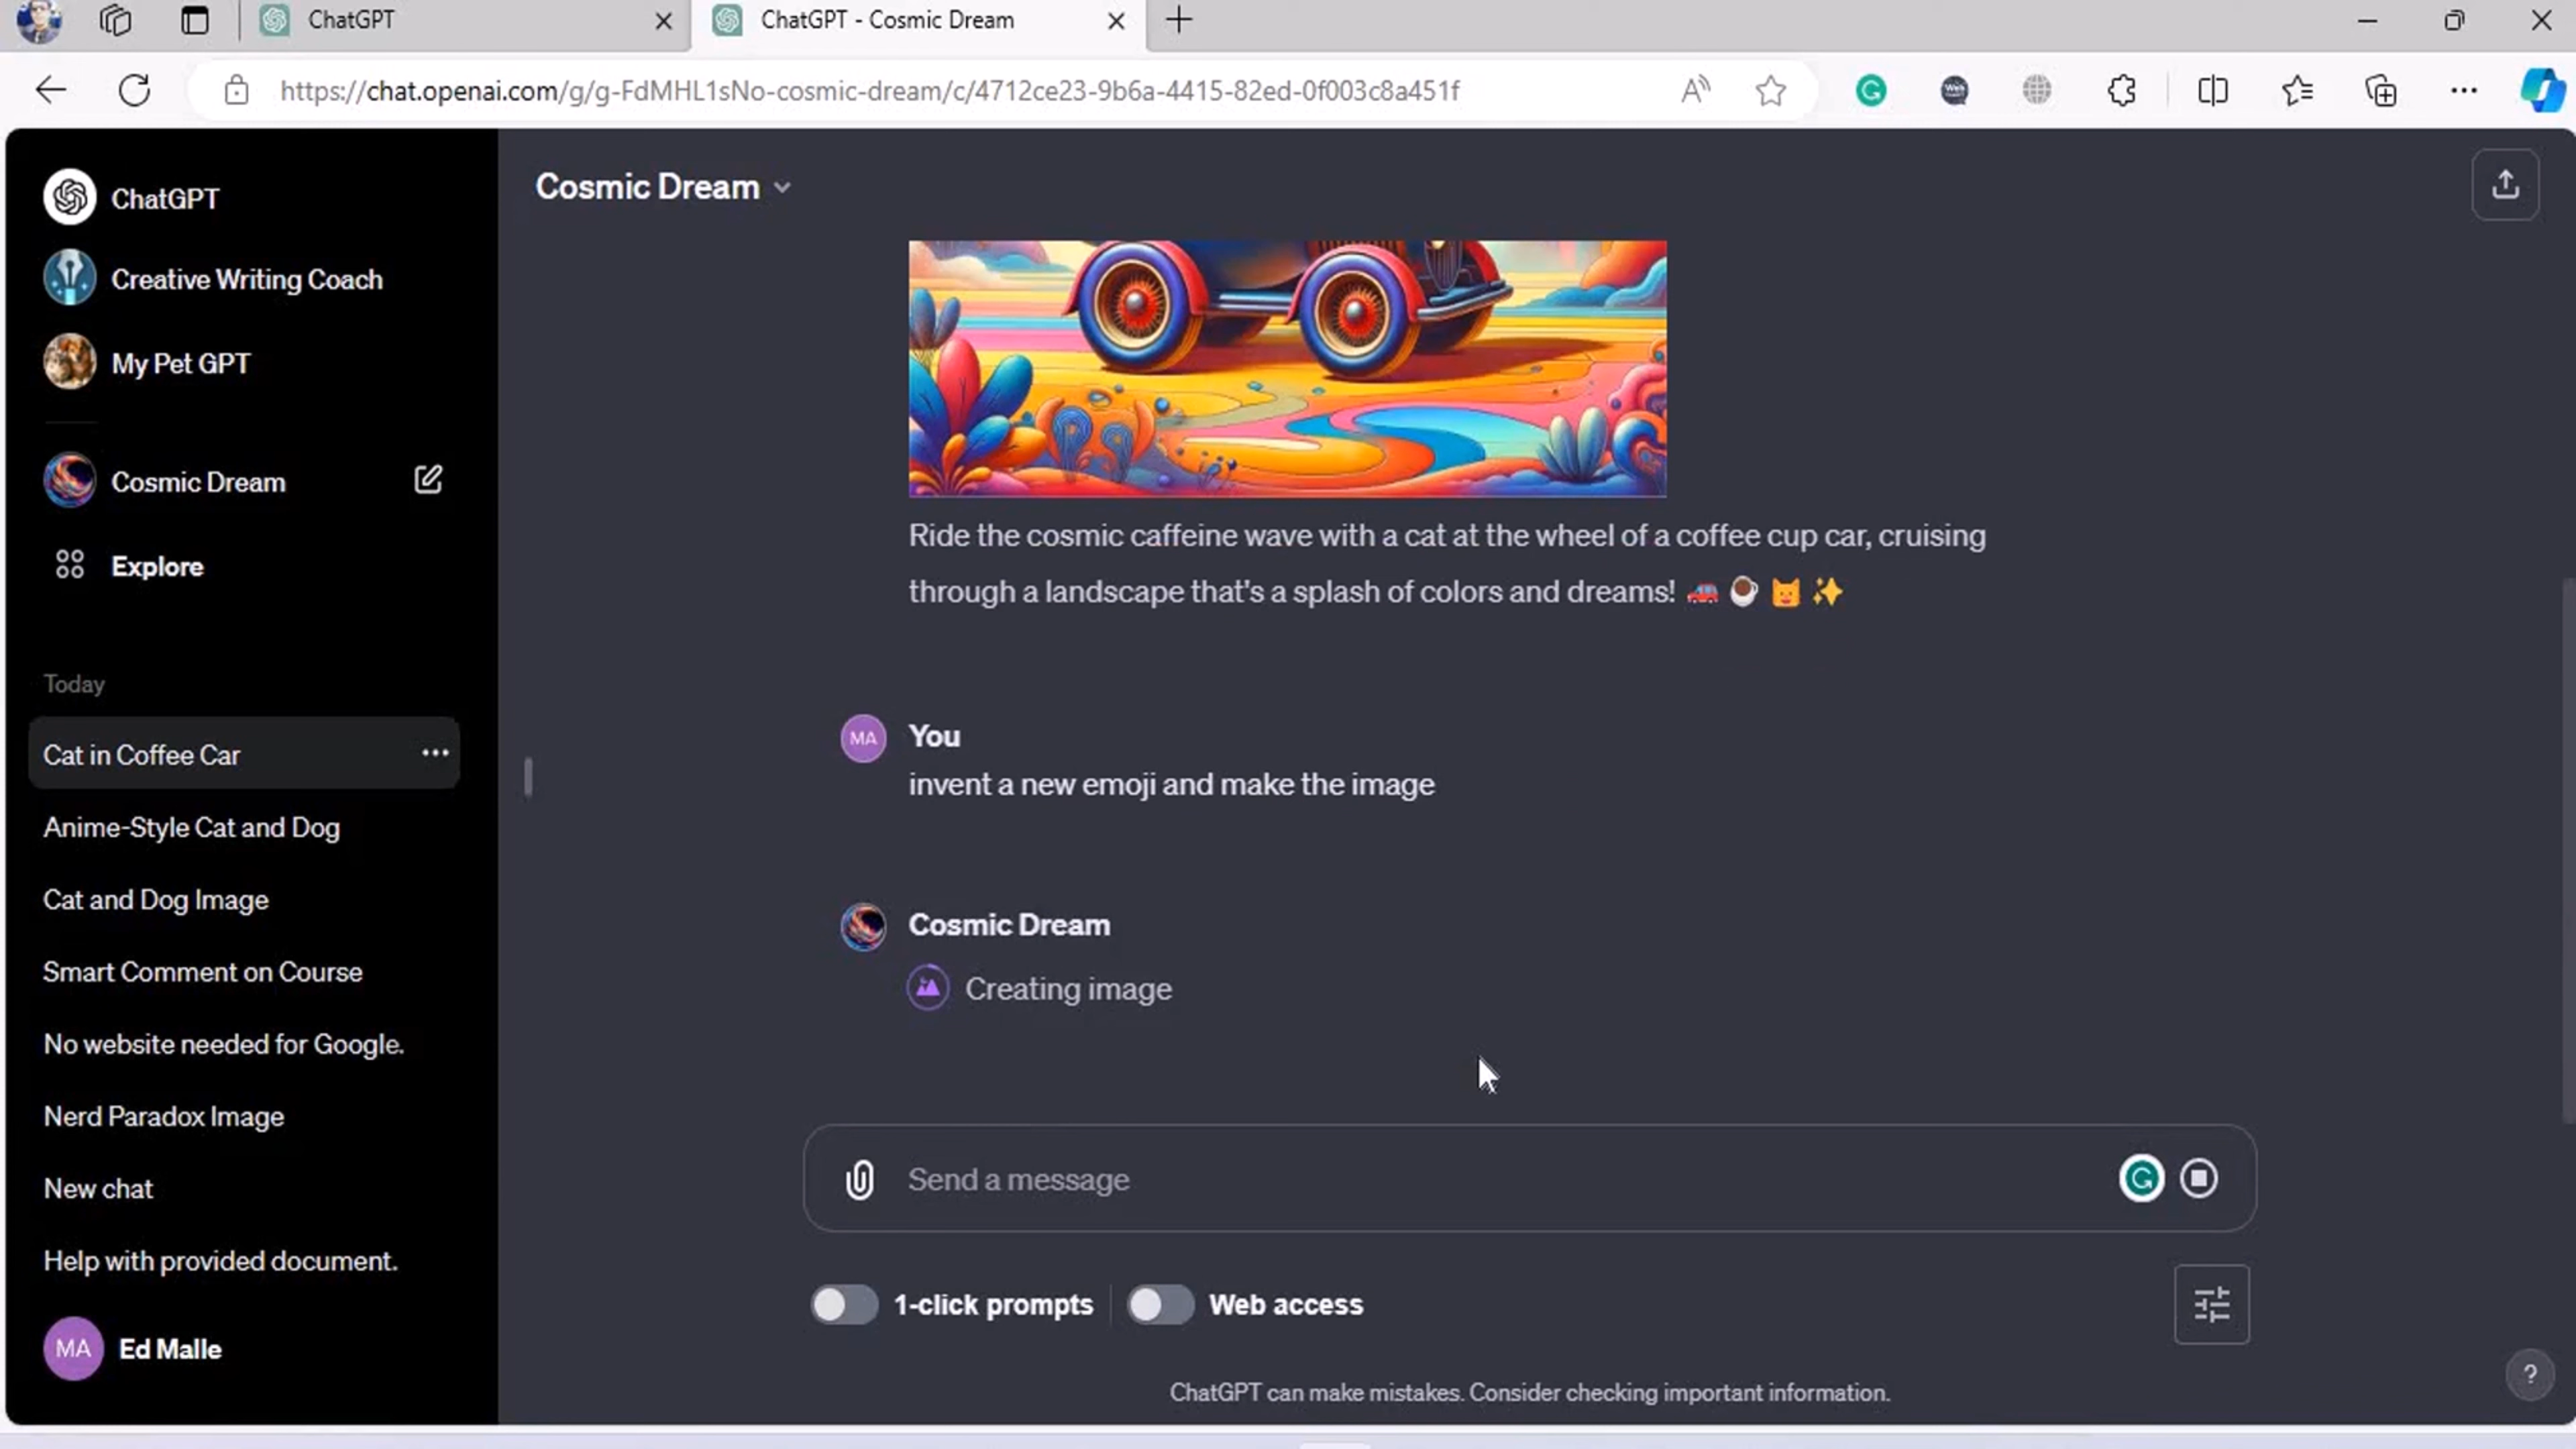 ChatGPT
ChatGPT - Cosmic Dream
https://chat.openai.com/g/g-FdMHL1sNo-cosmic-dream/c/4712ce23-9b6a-4415-82ed-0f003c8a451f
ChatGPT
Creative Writing Coach
My Pet GPT
Cosmic Dream
Explore
Today
Cat in Coffee Car
Anime-Style Cat and Dog
Cat and Dog Image
Smart Comment on Course
No website needed for Google.
Nerd Paradox Image
New chat
Help with provided document.
MA
Ed Malle
Cosmic Dream
Ride the cosmic caffeine wave with a cat at the wheel of a coffee cup car, cruising
through a landscape that's a splash of colors and dreams! 🚗 ☕ 🐱 ✨
MA
You
invent a new emoji and make the image
Cosmic Dream
Creating image
Send a message
1-click prompts
Web access
ChatGPT can make mistakes. Consider checking important information.
?